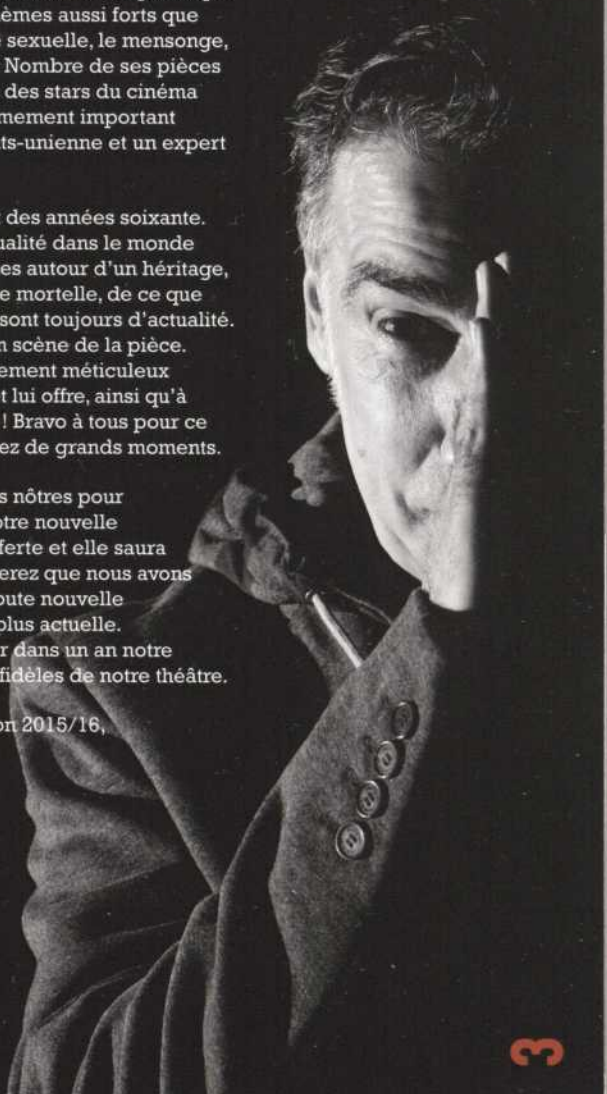 èmes aussi forts que
sexuelle, le mensonge,
Nombre de ses pièces
des stars du cinéma
mement important
ts-unienne et un expert
des années soixante.
ualité dans le monde
es autour d'un héritage,
e mortelle, de ce que
sont toujours d'actualité.
n scène de la pièce.
ement méticuleux
t lui offre, ainsi qu'à
! Bravo à tous pour ce
ez de grands moments.
s nôtres pour
otre nouvelle
ferte et elle saura
erez que nous avons
oute nouvelle
plus actuelle.
r dans un an notre
fidèles de notre théâtre.
on 2015/16,
3